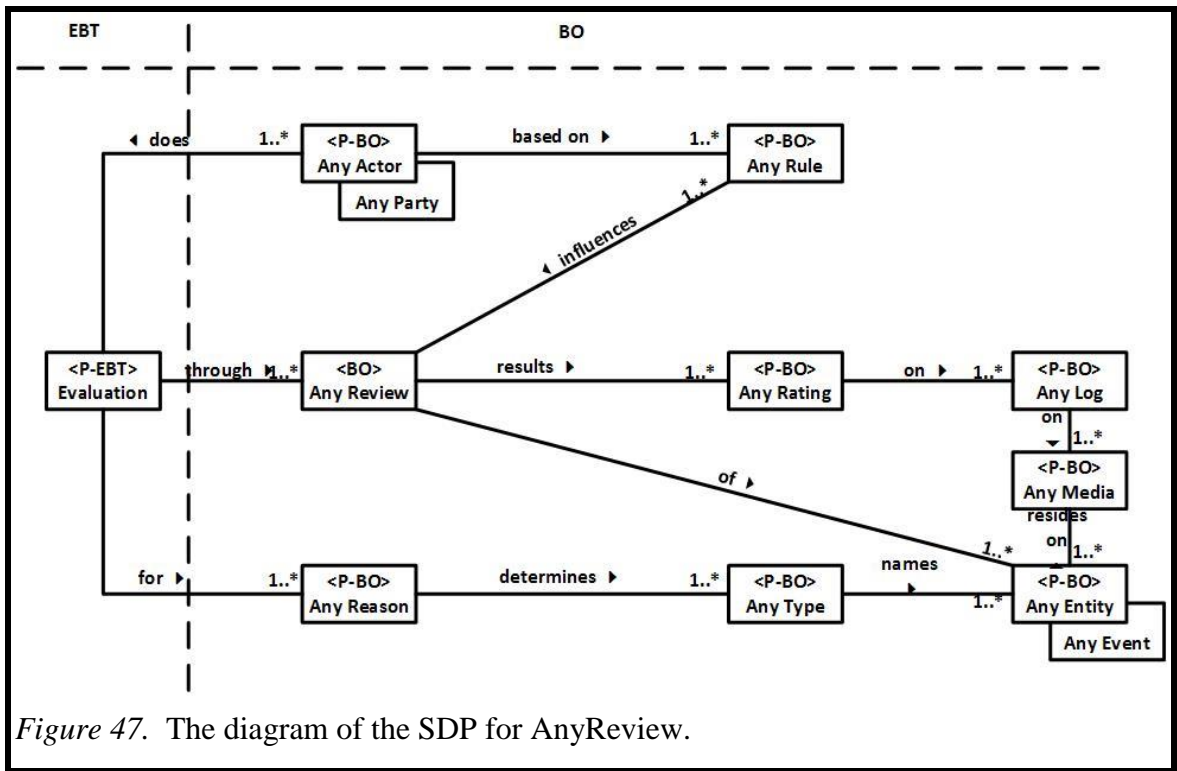 EBT
BO
◄ does
1..*
<P-BO>
Any Actor
Any Party
based on ►
1..*
<P-BO>
Any Rule
1..*
◄ influences
<P-EBT>
Evaluation
through ►
1..*
<BO>
Any Review
results ►
1..*
<P-BO>
Any Rating
on ►
1..*
<P-BO>
Any Log
on
▼
1..*
<P-BO>
Any Media
resides
on
1..*
of ►
1..*
for ►
1..*
<P-BO>
Any Reason
determines ►
1..*
<P-BO>
Any Type
names
►
1..*
<P-BO>
Any Entity
Any Event
Figure 47. The diagram of the SDP for AnyReview.